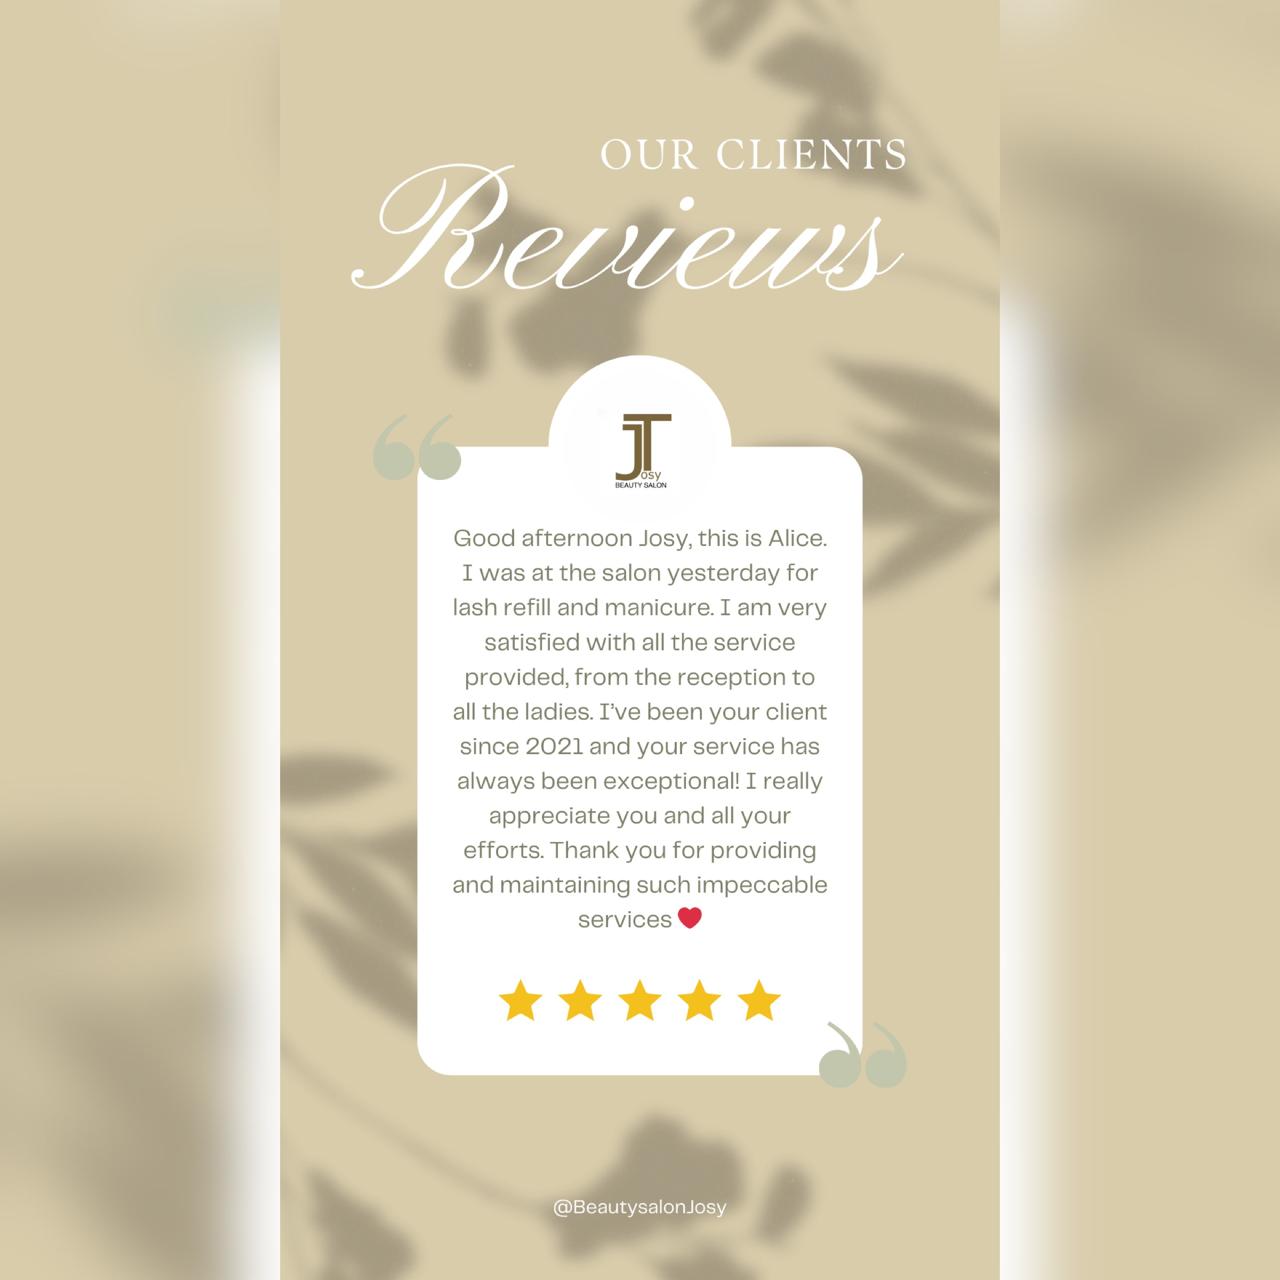 OUR CLIENTS
Reviews
JT
osy
BEAUTY SALON
Good afternoon Josy, this is Alice.
I was at the salon yesterday for
lash refill and manicure. I am very
satisfied with all the service
provided, from the reception to
all the ladies. I’ve been your client
since 2021 and your service has
always been exceptional! I really
appreciate you and all your
efforts. Thank you for providing
and maintaining such impeccable
services ❤️
@BeautysalonJosy